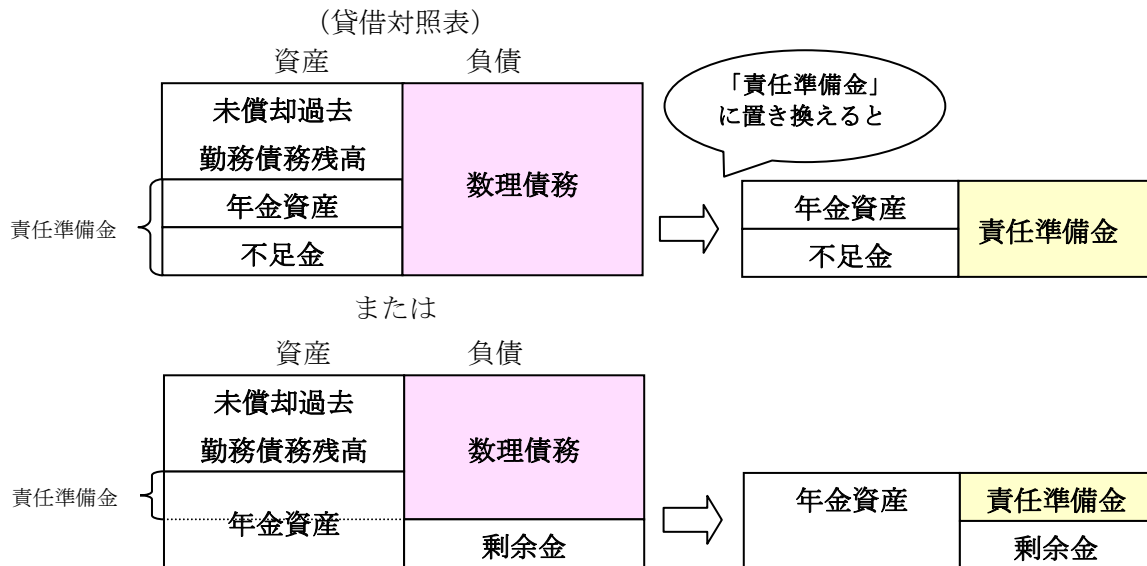 （貸借対照表）
資産 負債
未償却過去
勤務債務残高
年金資産
不足金
数理債務
責任準備金
「責任準備金」
に置き換えると
年金資産
不足金
責任準備金
または
資産 負債
未償却過去
勤務債務残高
年金資産
数理債務
剰余金
責任準備金
年金資産
責任準備金
剰余金